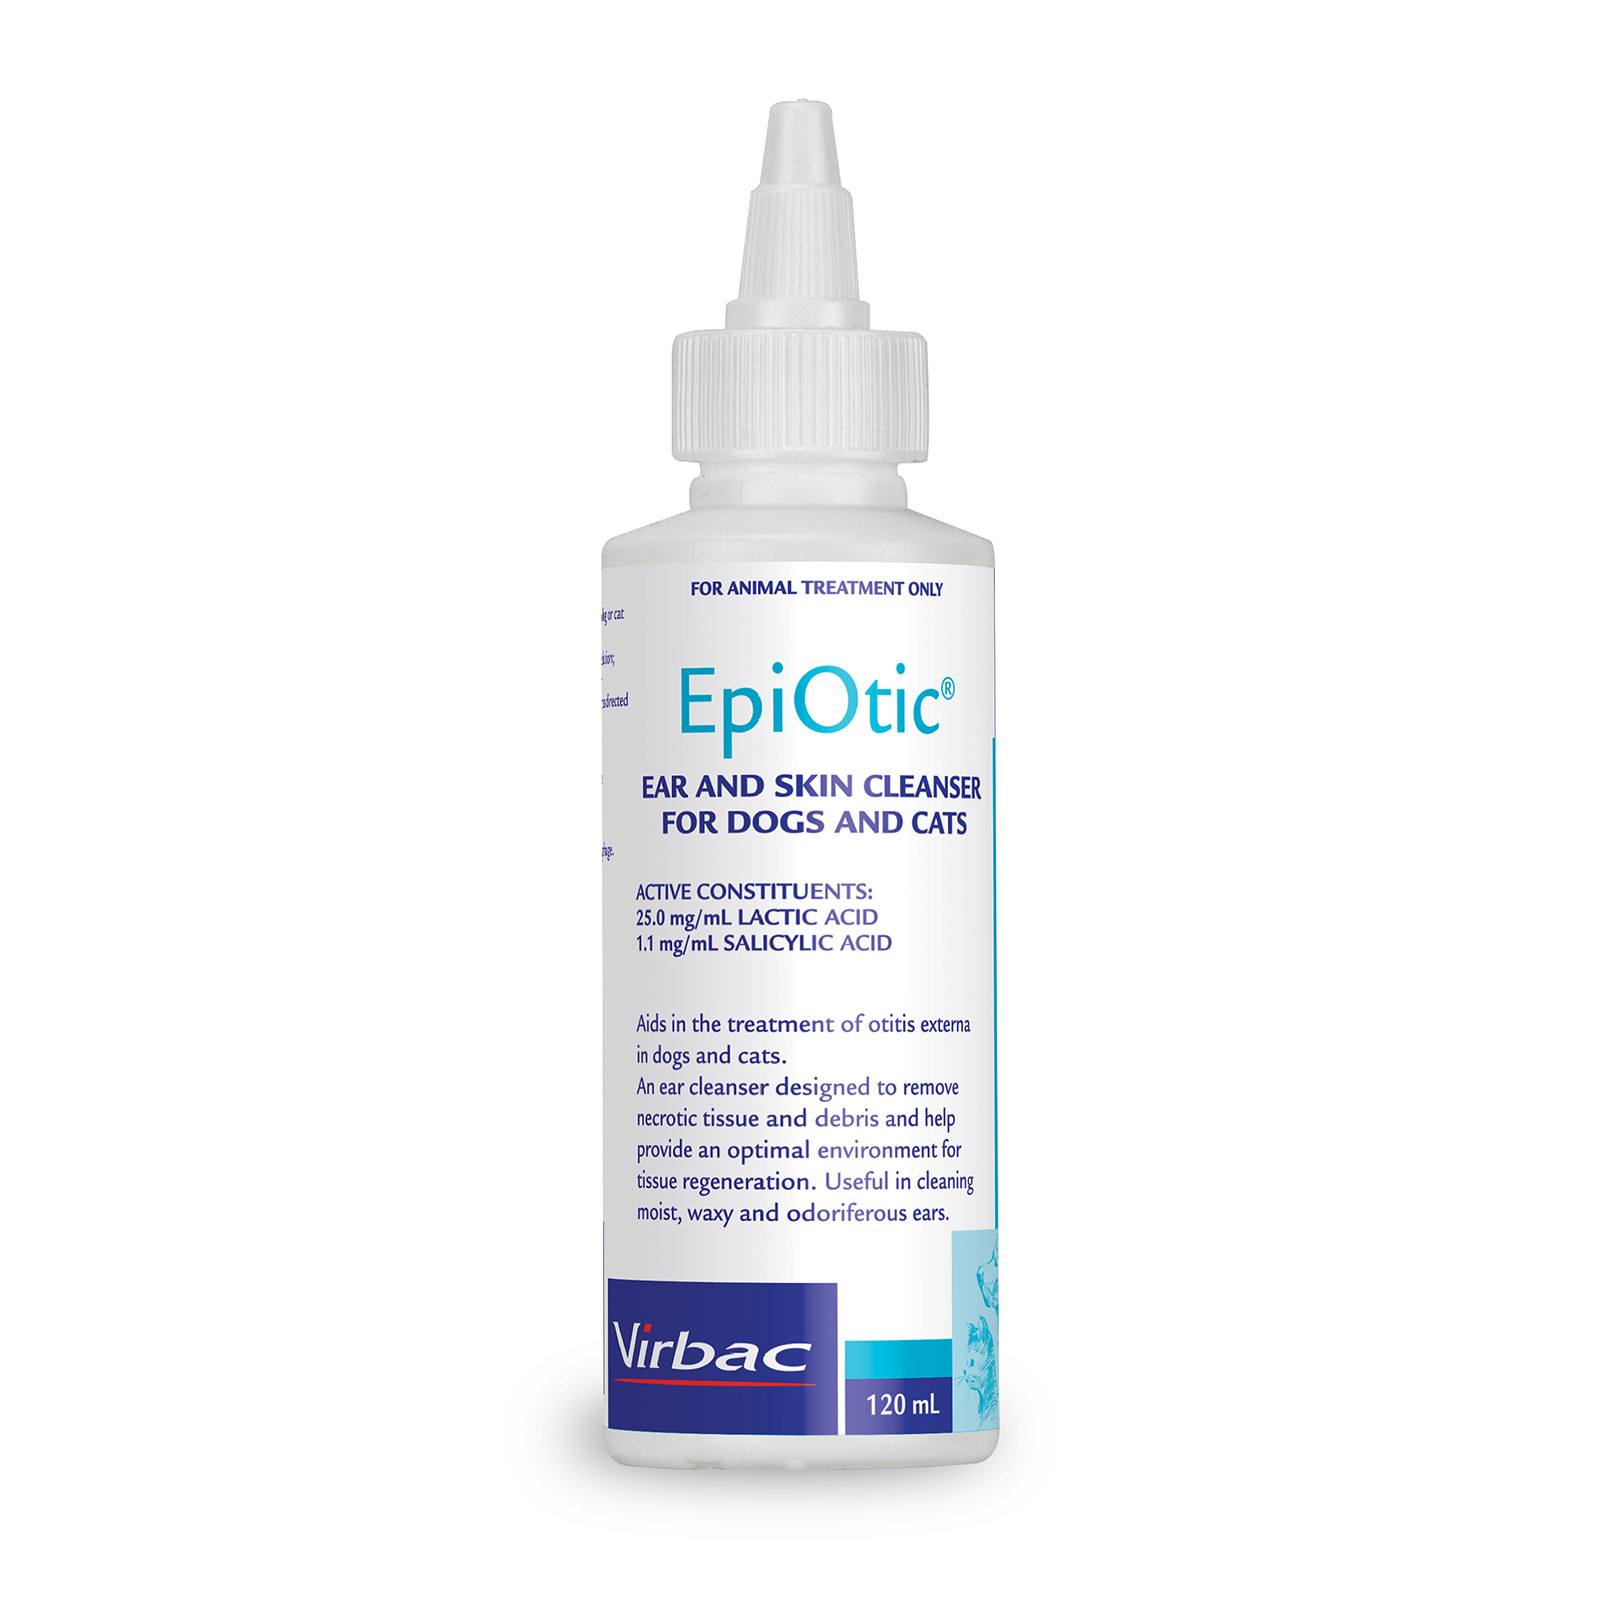 FOR ANIMAL TREATMENT ONLY
or cat
EpiOtic®
EAR AND SKIN CLEANSER
FOR DOGS AND CATS
ACTIVE CONSTITUENTS:
25.0 mg/mL LACTIC ACID
1.1 mg/mL SALICYLIC ACID
Aids in the treatment of otitis externa
in dogs and cats.
An ear cleanser designed to remove
necrotic tissue and debris and help
provide an optimal environment for
tissue regeneration. Useful in cleaning
moist, waxy and odoriferous ears.
Virbac
120 mL